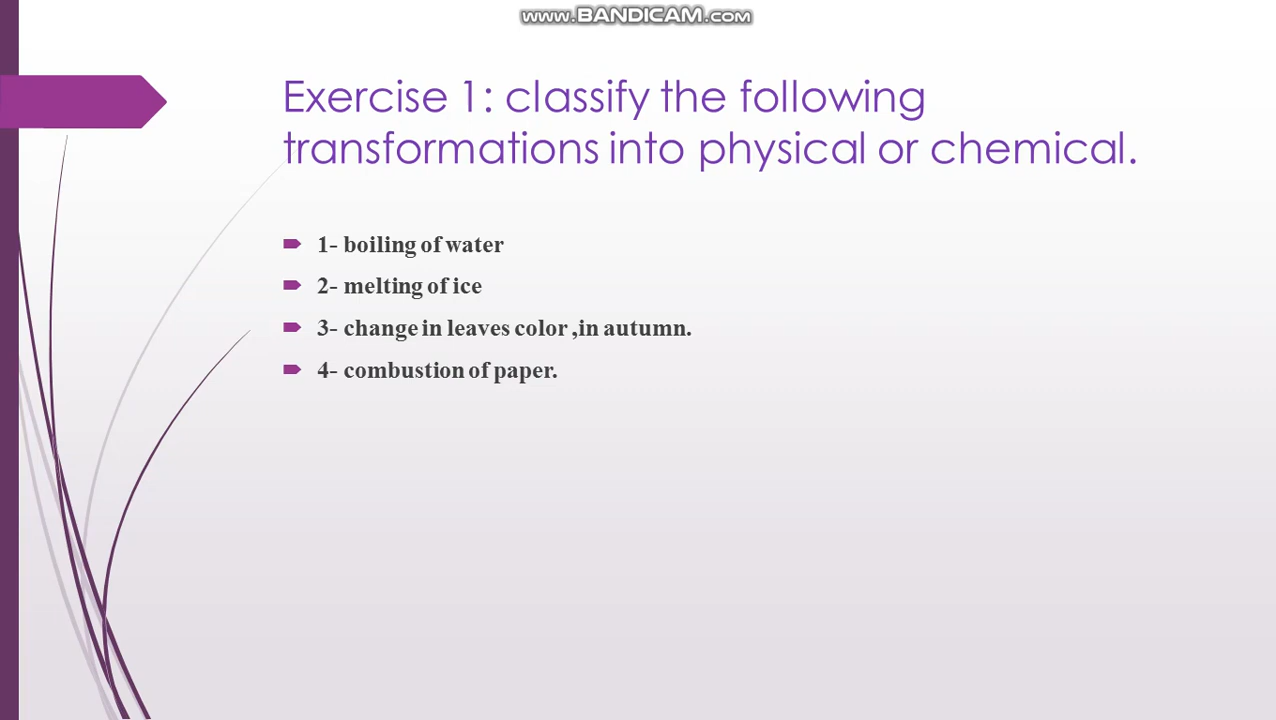 www.BANDICAM.com
Exercise 1: classify the following
transformations into physical or chemical.
1- boiling of water
2- melting of ice
3- change in leaves color ,in autumn.
4- combustion of paper.